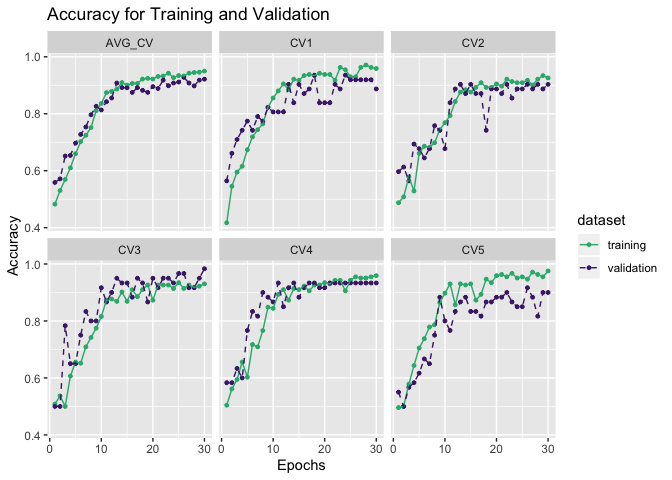 Accuracy for Training and Validation
AVG_CV CV1 CV2
1.0
0.8
0.6
0.4
CV3 CV4 CV5
1.0
0.8
0.6
0.4
0 10 20 30 0 10 20 30 0 10 20 30
Accuracy
Epochs
dataset
training
validation